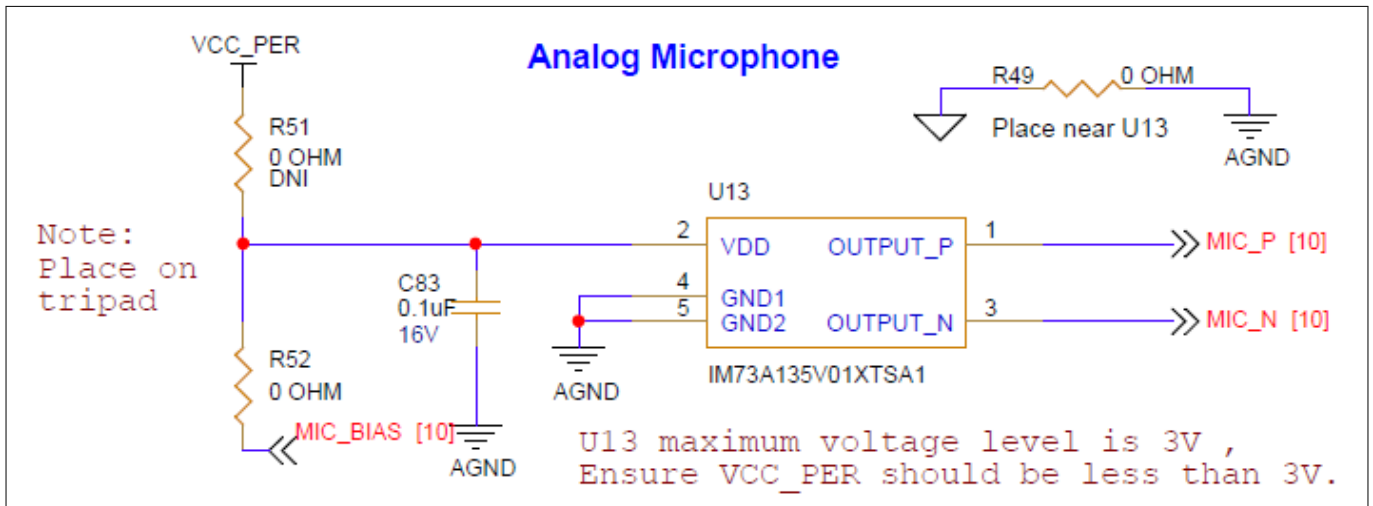 VCC_PER
Analog Microphone
R49 0 OHM
Place near U13
AGND
R51
0 OHM
DNI
Note:
Place on
tripad
C83
0.1uF
16V
AGND
R52
0 OHM
MIC_BIAS [10]
U13
2 VDD OUTPUT_P 1 MIC_P [10]
4 GND1
5 GND2 OUTPUT_N 3 MIC_N [10]
AGND
IM73A135V01XTSA1
U13 maximum voltage level is 3V ,
Ensure VCC_PER should be less than 3V.